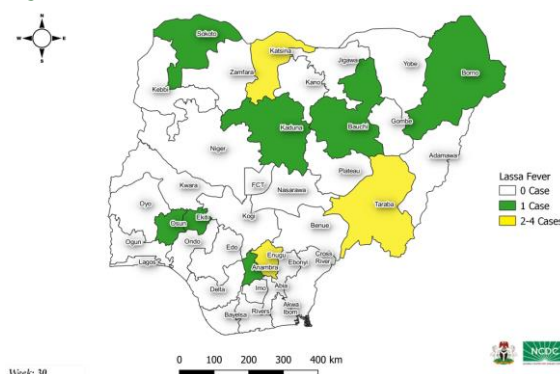 Sokoto
Katsina
Jigawa
Yobe
Borno
Zamfara
Kano
Kebbi
Gombe
Kaduna
Bauchi
Adamawa
Niger
Plateau
Kwara
FCT
Nasarawa
Taraba
Oyo
Osun
Ekiti
Kogi
Benue
Ogun
Ondo
Edo
Enugu
Lagos
Anambra
Ebonyi
Cross
River
Delta
Imo
Abia
Bayelsa
Rivers
Akwa
Ibom
Lassa Fever
0 Case
1 Case
2-4 Cases
Week: 30
0 100 200 300 400 km
NCDC